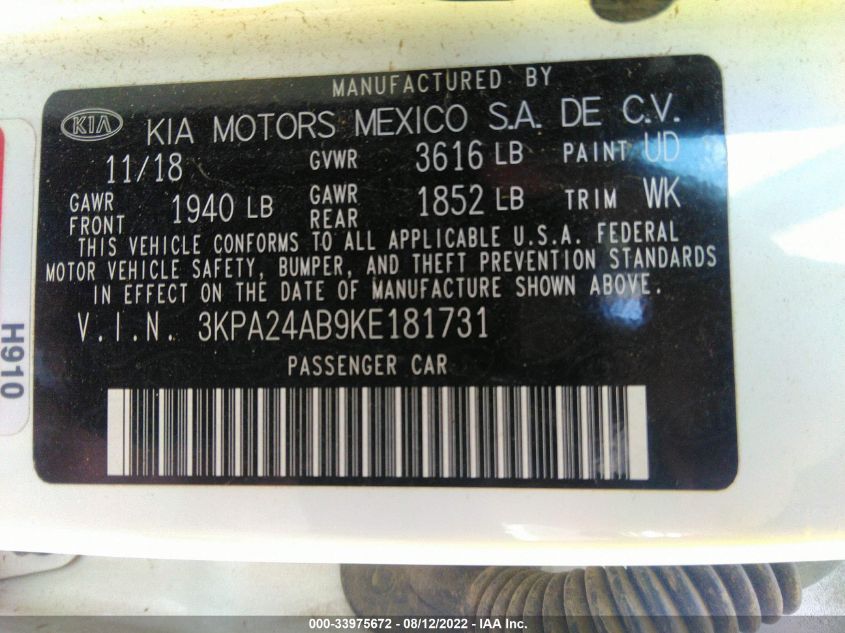 MANUFACTURED BY
KIA KIA MOTORS MEXICO S.A. DE C.V.
11/18 GVWR 3616 LB PAINT UD
GAWR FRONT 1940 LB GAWR REAR 1852 LB TRIM WK
THIS VEHICLE CONFORMS TO ALL APPLICABLE U.S.A. FEDERAL
MOTOR VEHICLE SAFETY, BUMPER, AND THEFT PREVENTION STANDARDS
IN EFFECT ON THE DATE OF MANUFACTURE SHOWN ABOVE.
V.I.N. 3KPA24AB9KE181731
PASSENGER CAR
H910
000-33975672 - 08/12/2022 - IAA Inc.